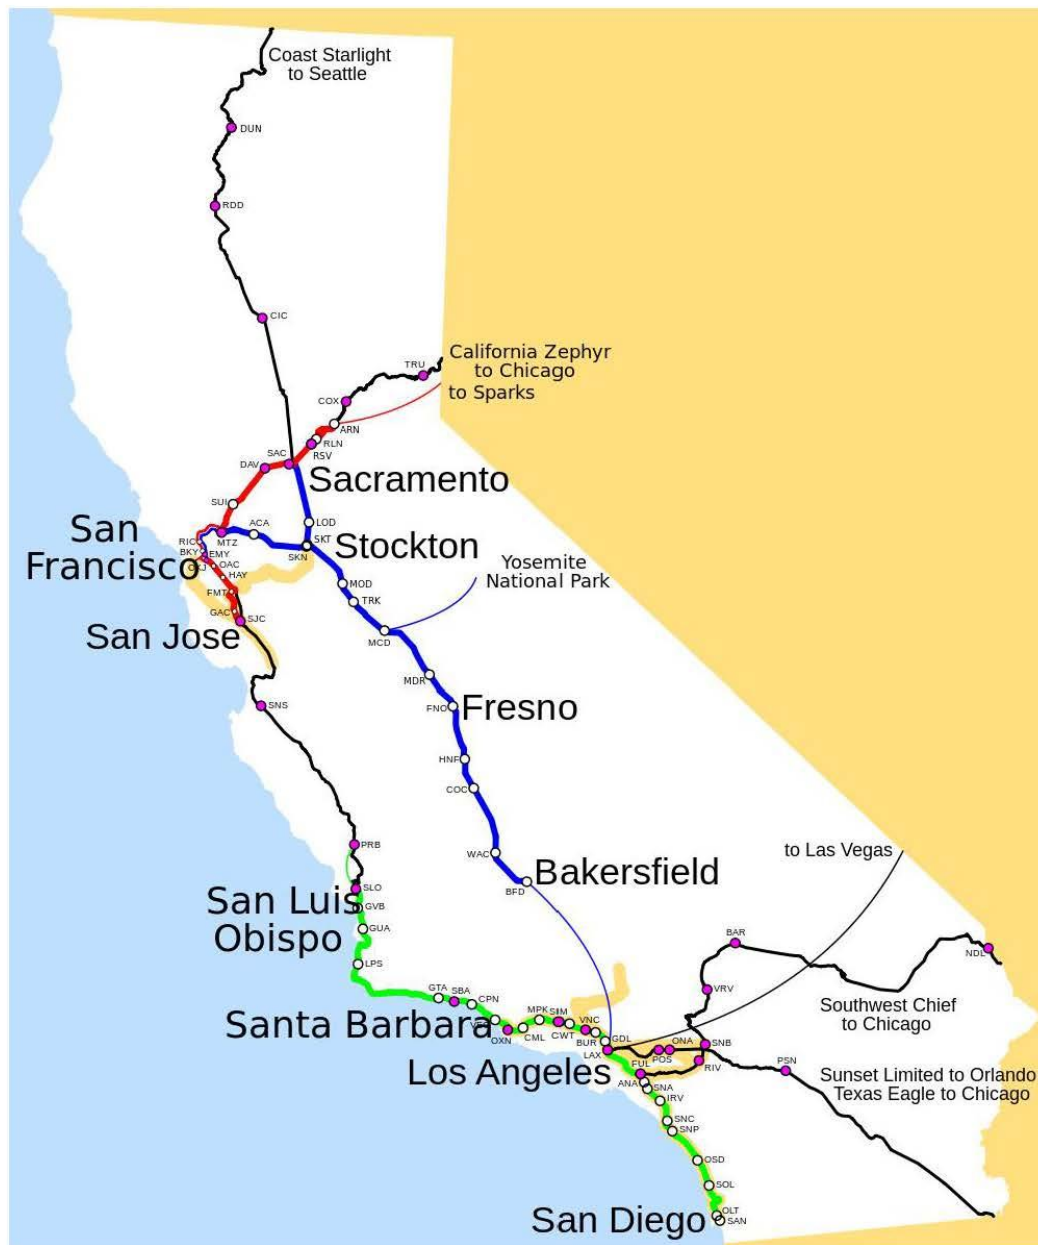 Coast Starlight
to Seattle
DUN
RDD
CIC
California Zephyr
to Chicago
to Sparks
TRU
COX
ARN
RLN
RSV
SAC
DAV
Sacramento
SUI
LOD
ACA
SKT
San
Francisco
RIC
MTZ
BKY
EMY
SKN
Stockton
OKJ
OAC
HAY
Yosemite
National Park
FMT
MOD
TRK
GAC
SJC
San Jose
MCD
MDR
SNS
FNO
Fresno
HNF
COC
PRB
WAC
to Las Vegas
BFD
Bakersfield
SLO
San Luis
Obispo
GVB
GUA
BAR
NDL
LPS
VRV
GTA
SBA
CPN
Southwest Chief
to Chicago
Santa Barbara
MPK
SIM
VNC
OXN
CML
CWT
BUR
GDL
LAX
ONA
SNB
POS
Los Angeles
FUL
RIV
PSN
ANA
SNA
IRV
Sunset Limited to Orlando
Texas Eagle to Chicago
SNC
SNP
OSD
SOL
San Diego
OLT
SAN